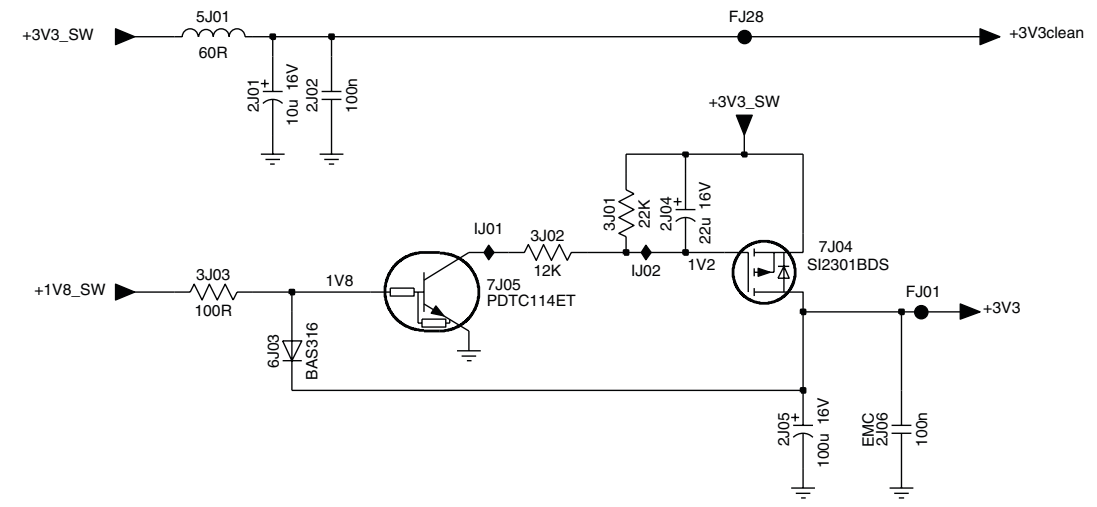 5J01
FJ28
+3V3_SW
+3V3clean
60R
2J01
+
10u 16V
2J02
100n
+3V3_SW
3J01
22K
2J04
+
22u 16V
IJ01
3J02
12K
IJ02
1V2
7J04
SI2301BDS
3J03
+1V8_SW
100R
1V8
7J05
PDTC114ET
FJ01
+3V3
6J03
BAS316
2J05
+
100u 16V
EMC
2J06
100n